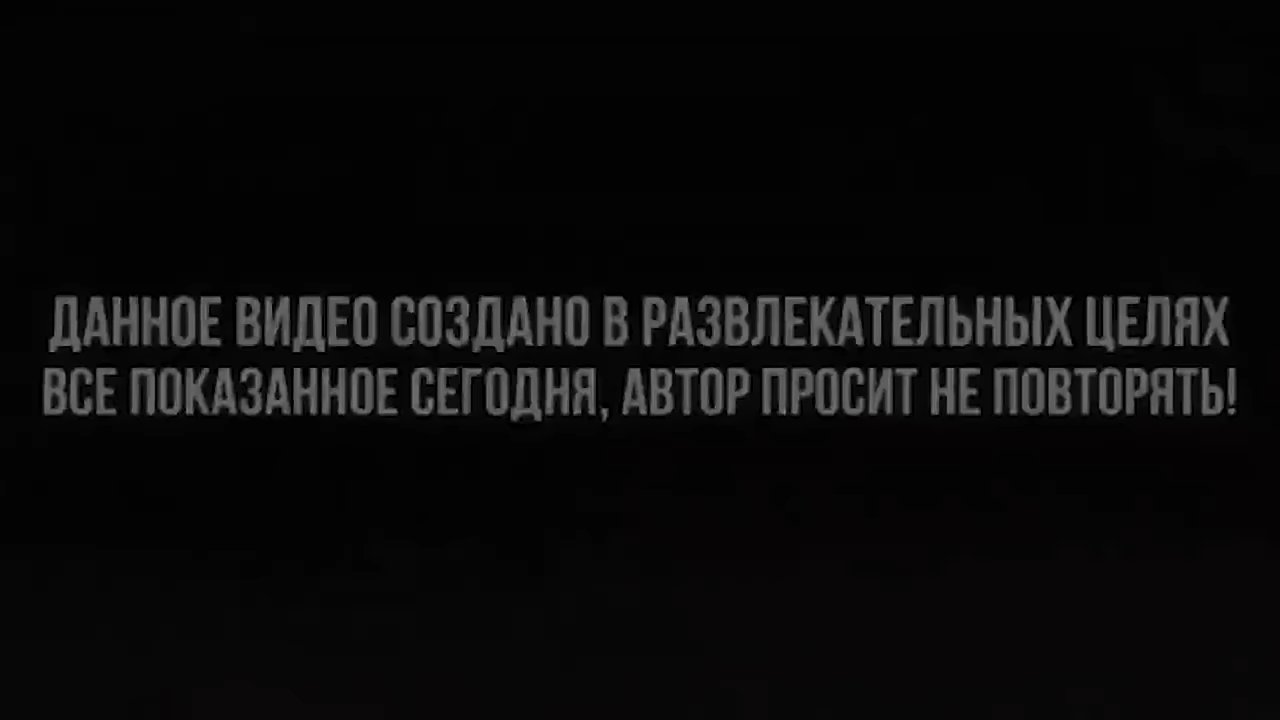 ДАННОЕ ВИДЕО СОЗДАНО В РАЗВЛЕКАТЕЛЬНЫХ ЦЕЛЯХ
ВСЕ ПОКАЗАННОЕ СЕГОДНЯ, АВТОР ПРОСИТ НЕ ПОВТОРЯТЬ!